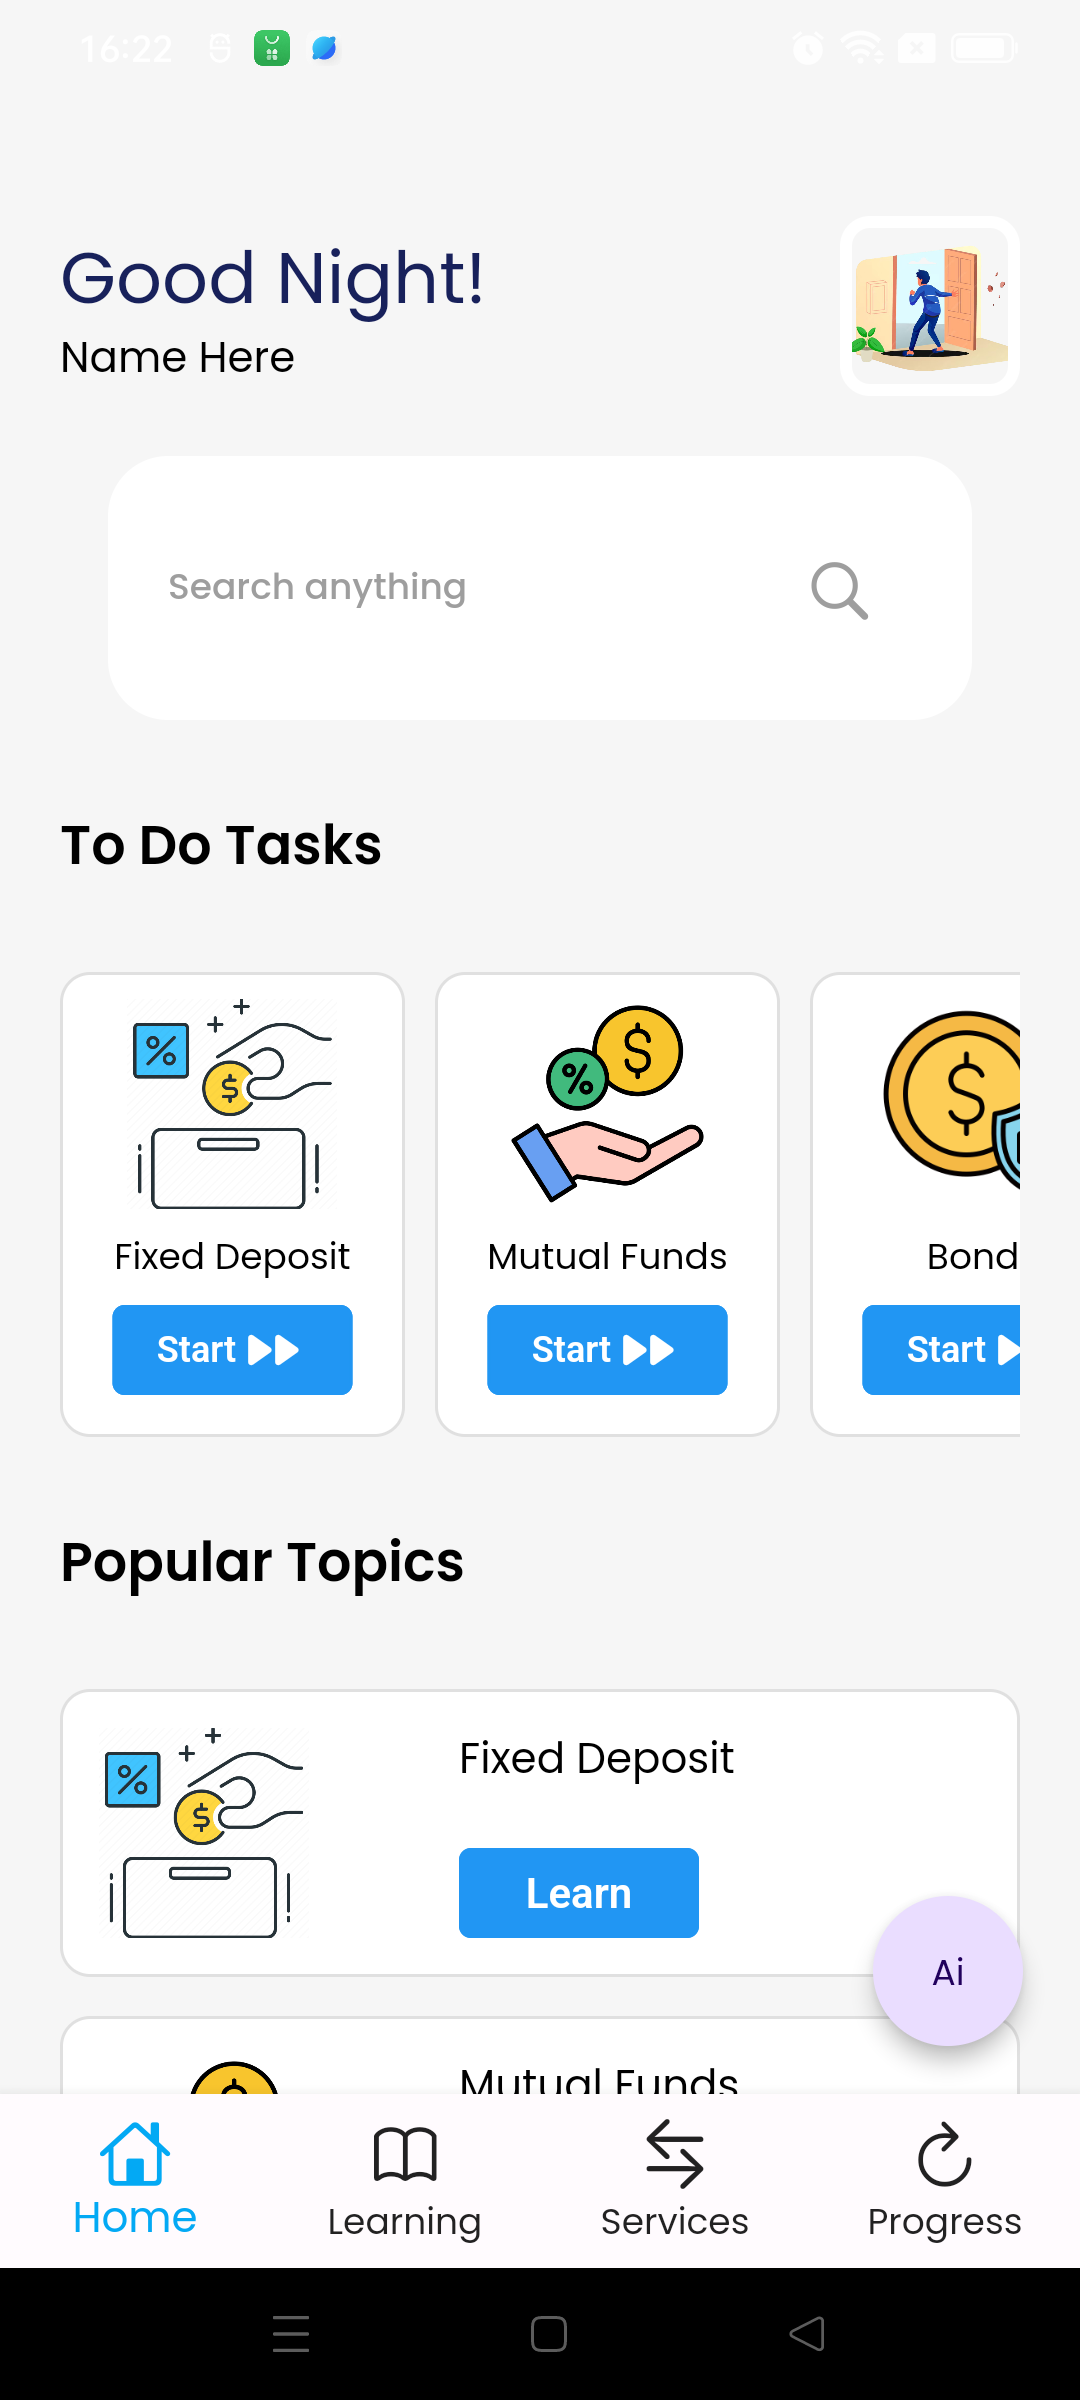 16:22
Good Night!
Name Here
Search anything
To Do Tasks
Fixed Deposit
Mutual Funds
Bond
Start
Start
Start
Popular Topics
Fixed Deposit
Learn
Ai
Mutual Funds
Home
Learning
Services
Progress